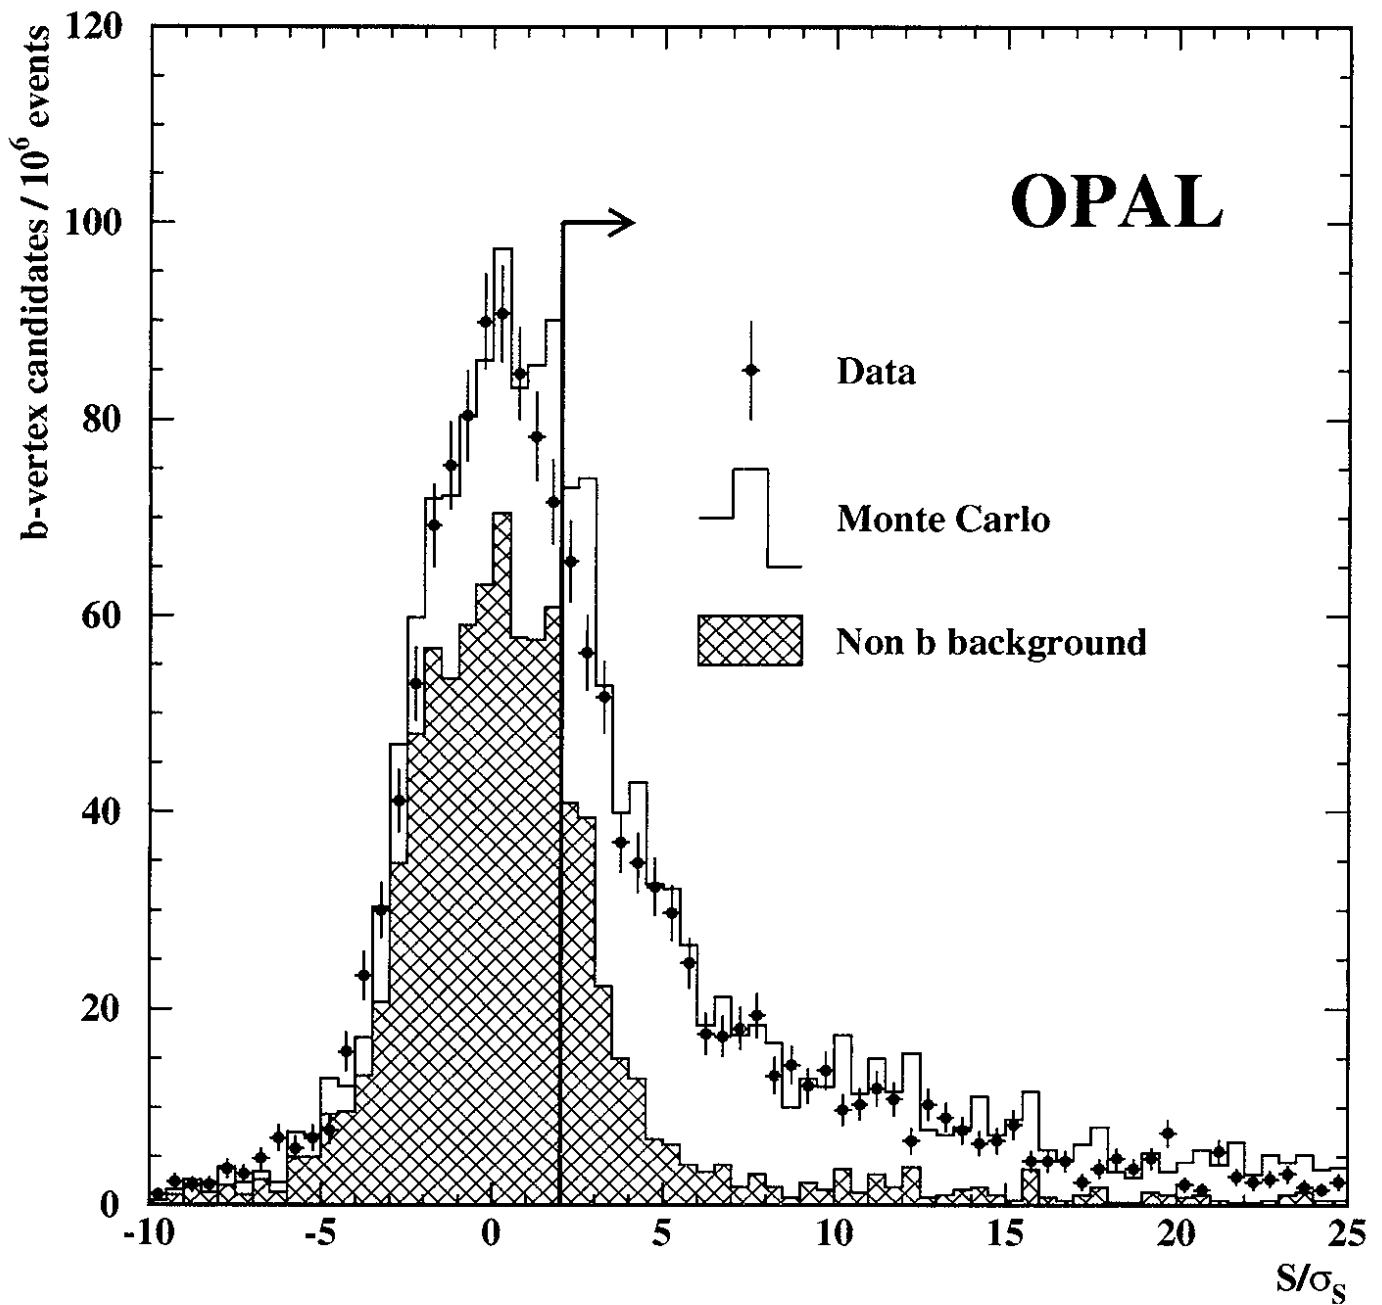 120
100
80
60
40
20
0
b-vertex candidates / 10⁶ events
OPAL
Data
Monte Carlo
Non b background
-10 -5 0 5 10 15 20 25
S/σ_S